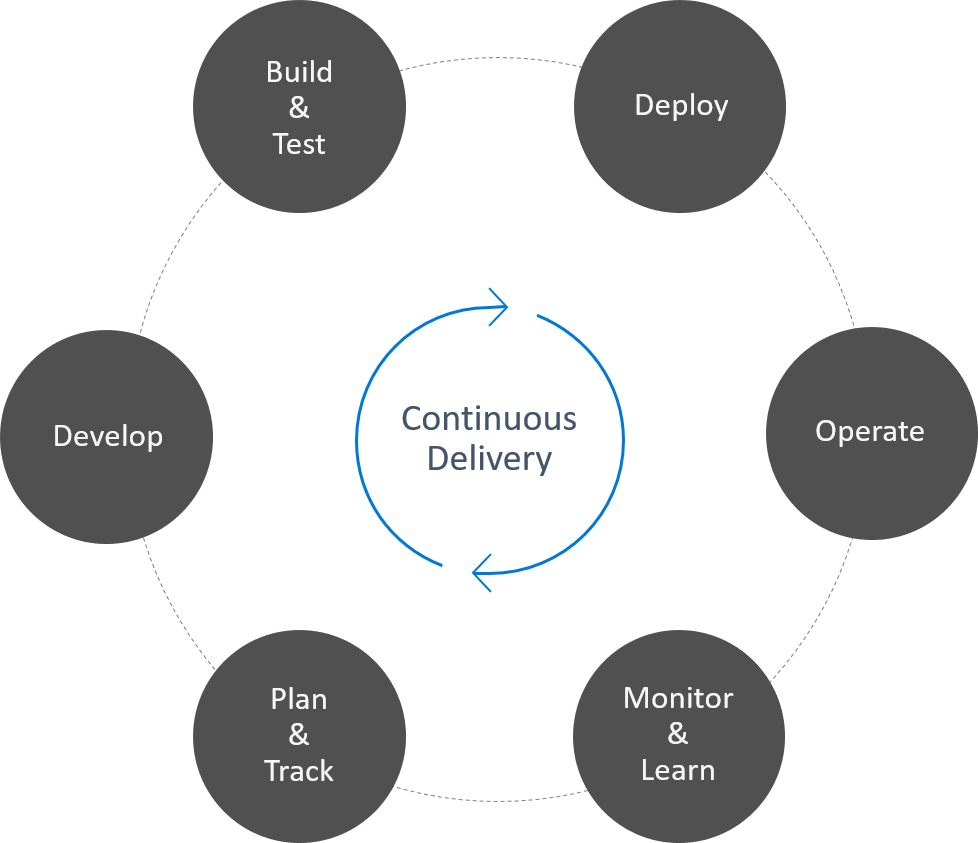 Build
&
Test
Deploy
Develop
Continuous
Delivery
Operate
Plan
&
Track
Monitor
&
Learn